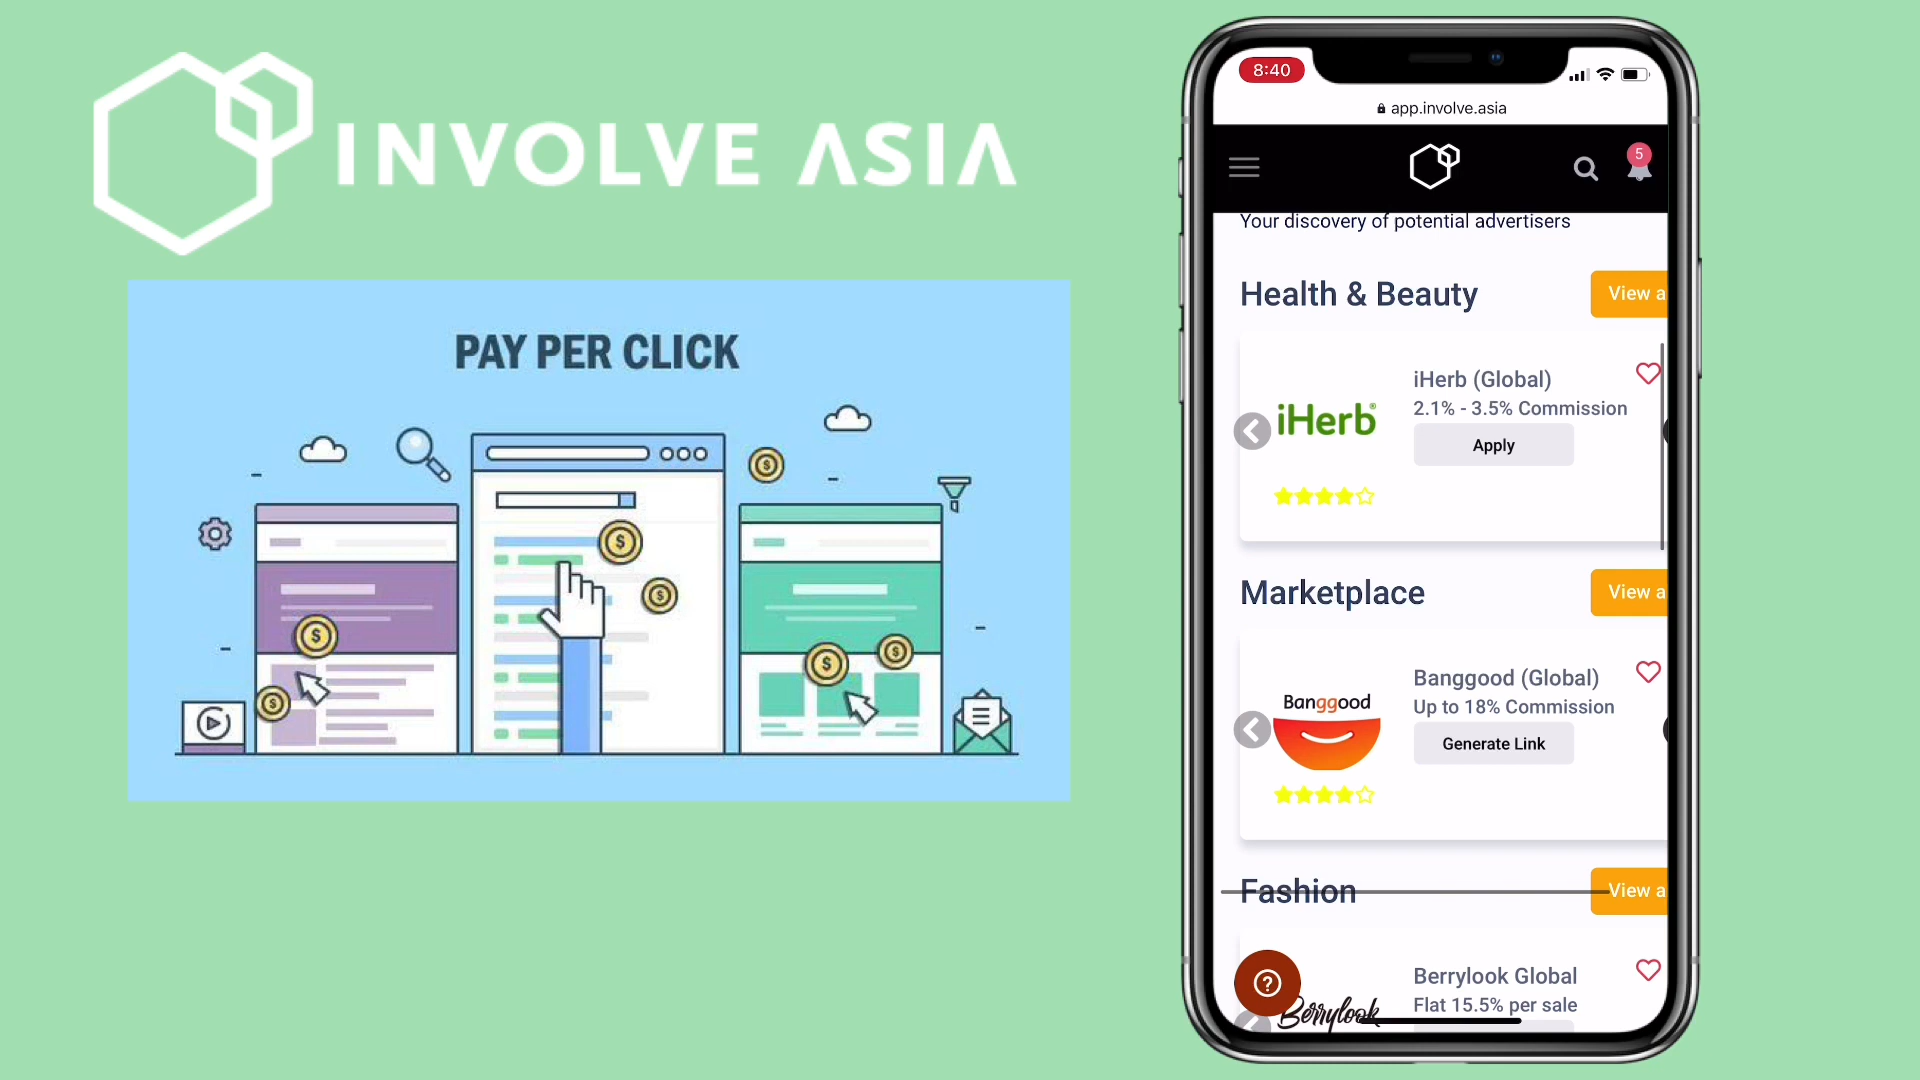 INVOLVE ASIA
PAY PER CLICK
8:40
app.involve.asia
5
Your discovery of potential advertisers
Health & Beauty
View a
iHerb®
iHerb (Global)
2.1% - 3.5% Commission
Apply
Marketplace
View a
Banggood
Banggood (Global)
Up to 18% Commission
Generate Link
Fashion
View a
Berrylook
Berrylook Global
Flat 15.5% per sale